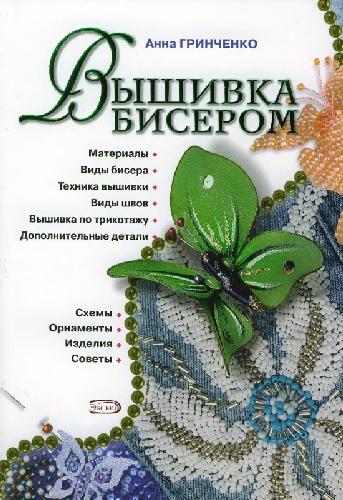 Анна ГРИНЧЕНКО
ВЫШИВКА
БИСЕРОМ
Материалы
Виды бисера
Техника вышивки
Виды швов
Вышивка по трикотажу
Дополнительные детали
Схемы
Орнаменты
Изделия
Советы
ЭКСМО